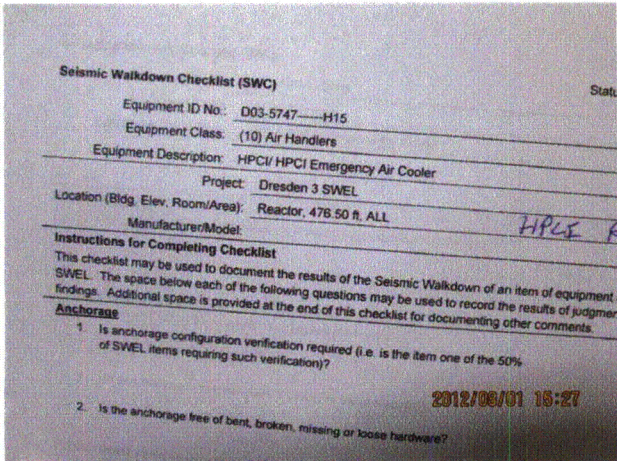 Seismic Walkdown Checklist (SWC)
Statu
Equipment ID No.: D03-5747------H15
Equipment Class: (10) Air Handlers
Equipment Description: HPCI/ HPCI Emergency Air Cooler
Project: Dresden 3 SWEL
Location (Bldg, Elev, Room/Area): Reactor, 476.50 ft, ALL
HPCI R
Manufacturer/Model:
Instructions for Completing Checklist
This checklist may be used to document the results of the Seismic Walkdown of an item of equipment
SWEL. The space below each of the following questions may be used to record the results of judgmen
findings. Additional space is provided at the end of this checklist for documenting other comments.
Anchorage
1. Is anchorage configuration verification required (i.e. is the item one of the 50%
of SWEL items requiring such verification)?
15:27
2. Is the anchorage free of bent, broken, missing or loose hardware?